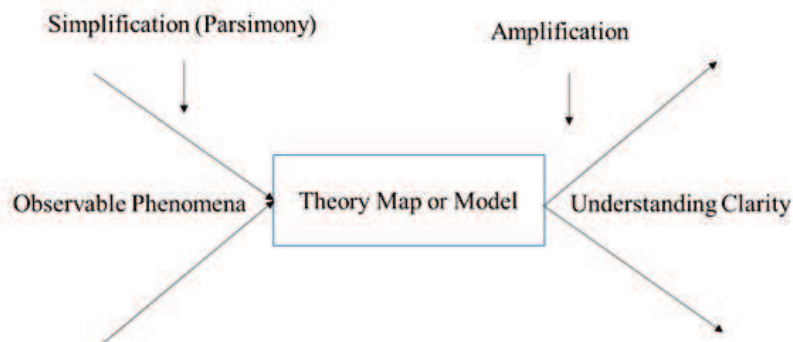 Simplification (Parsimony)
Amplification
Observable Phenomena
Theory Map or Model
Understanding Clarity